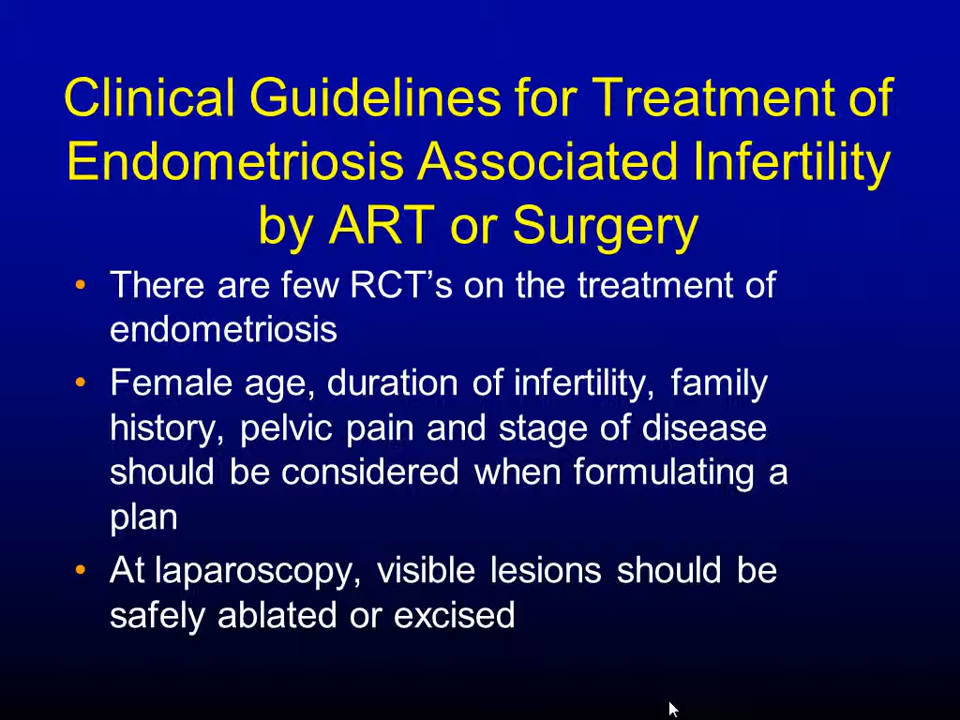 Clinical Guidelines for Treatment of
Endometriosis Associated Infertility
by ART or Surgery
• There are few RCT’s on the treatment of
endometriosis
• Female age, duration of infertility, family
history, pelvic pain and stage of disease
should be considered when formulating a
plan
• At laparoscopy, visible lesions should be
safely ablated or excised